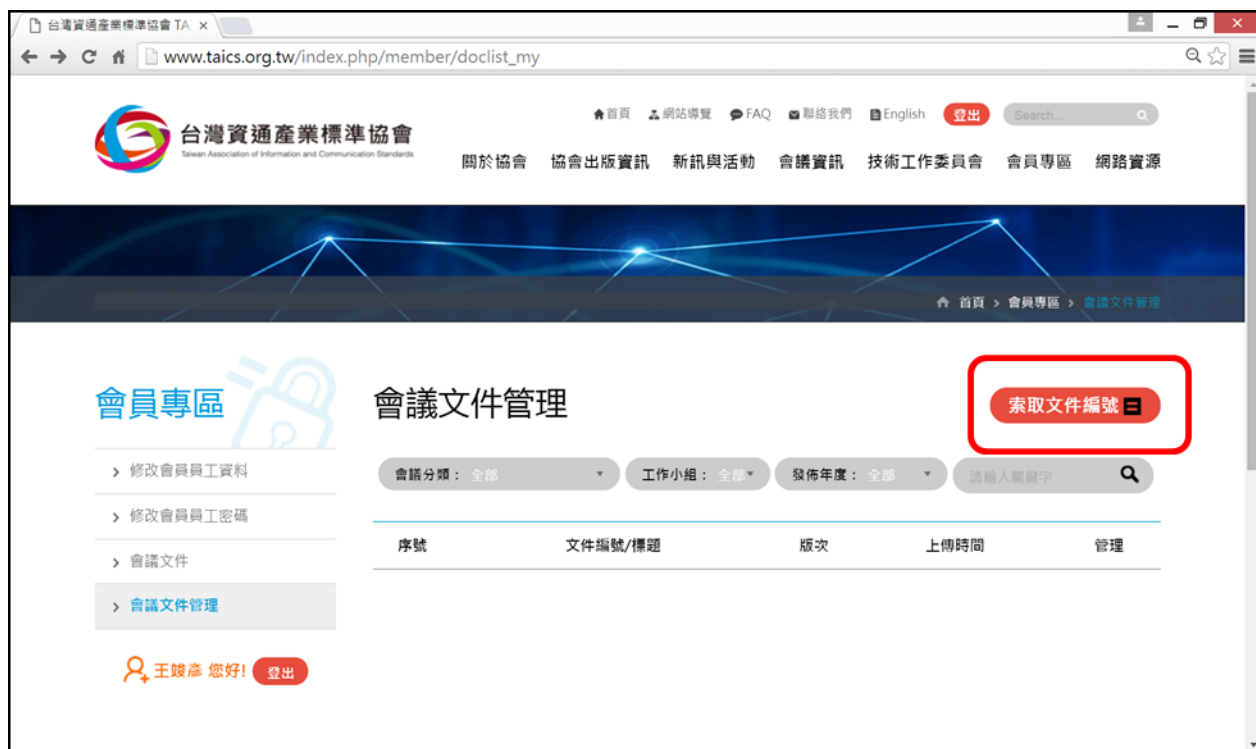 台灣資通產業標準協會 TA
www.taics.org.tw/index.php/member/doclist_my
首頁 網站導覽 FAQ 聯絡我們 English 登出 Search...
台灣資通產業標準協會
Taiwan Association of Information and Communication Standards
關於協會 協會出版資訊 新訊與活動 會議資訊 技術工作委員會 會員專區 網路資源
首頁 > 會員專區 > 會議文件管理
會員專區
會議文件管理
索取文件編號
修改會員員工資料
會議分類： 全部 工作小組： 全部 發佈年度： 全部 請輸入關鍵字
修改會員員工密碼
序號 文件編號/標題 版次 上傳時間 管理
會議文件
會議文件管理
王竣彥 您好! 登出